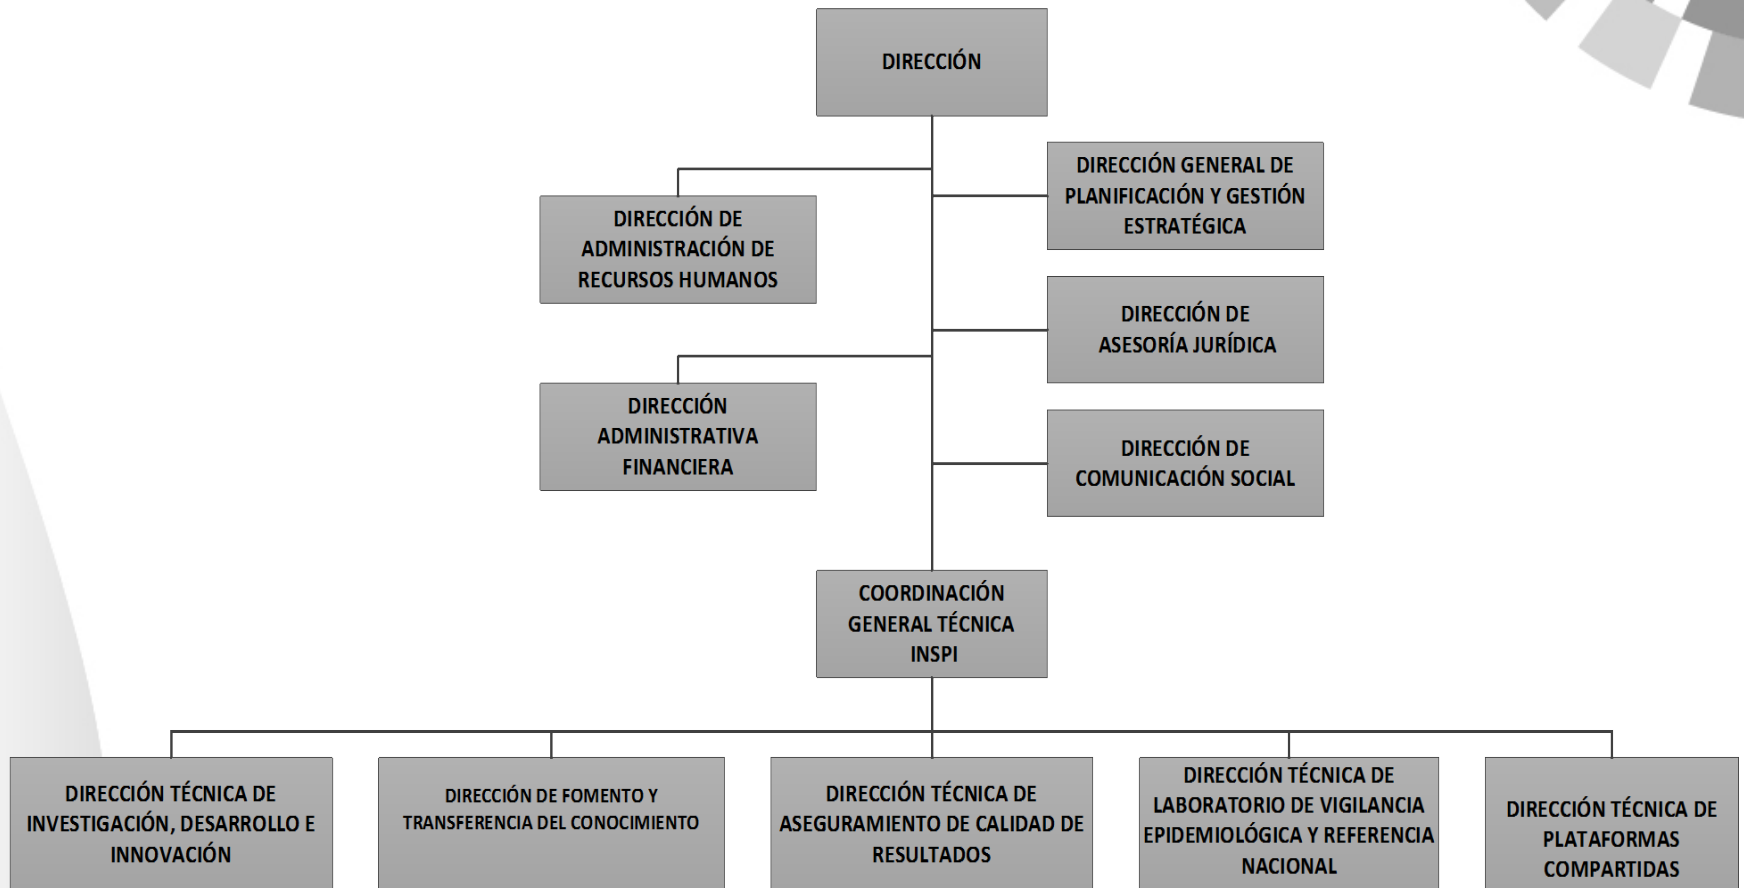 DIRECCIÓN
DIRECCIÓN GENERAL DE
PLANIFICACIÓN Y GESTIÓN
ESTRATÉGICA
DIRECCIÓN DE
ADMINISTRACIÓN DE
RECURSOS HUMANOS
DIRECCIÓN DE
ASESORÍA JURÍDICA
DIRECCIÓN
ADMINISTRATIVA
FINANCIERA
DIRECCIÓN DE
COMUNICACIÓN SOCIAL
COORDINACIÓN
GENERAL TÉCNICA
INSPI
DIRECCIÓN TÉCNICA DE
INVESTIGACIÓN, DESARROLLO E
INNOVACIÓN
DIRECCIÓN DE FOMENTO Y
TRANSFERENCIA DEL CONOCIMIENTO
DIRECCIÓN TÉCNICA DE
ASEGURAMIENTO DE CALIDAD DE
RESULTADOS
DIRECCIÓN TÉCNICA DE
LABORATORIO DE VIGILANCIA
EPIDEMIOLÓGICA Y REFERENCIA
NACIONAL
DIRECCIÓN TÉCNICA DE
PLATAFORMAS
COMPARTIDAS